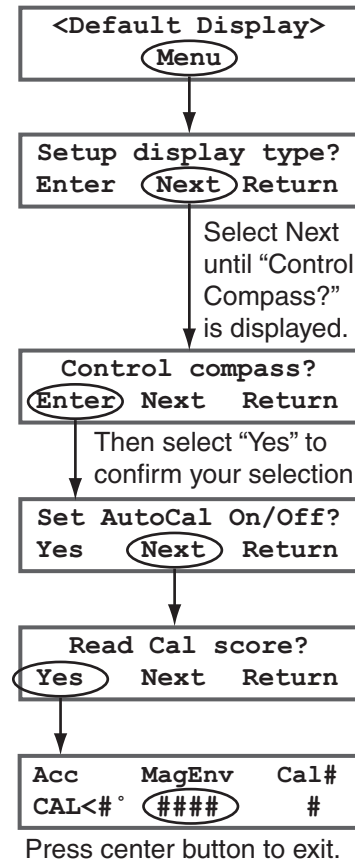 <Default Display>
Menu
Setup display type?
Enter Next Return
Select Next
until “Control
Compass?”
is displayed.
Control compass?
Enter Next Return
Then select “Yes” to
confirm your selection
Set AutoCal On/Off?
Yes Next Return
Read Cal score?
Yes Next Return
Acc MagEnv Cal#
CAL<#° #### #
Press center button to exit.